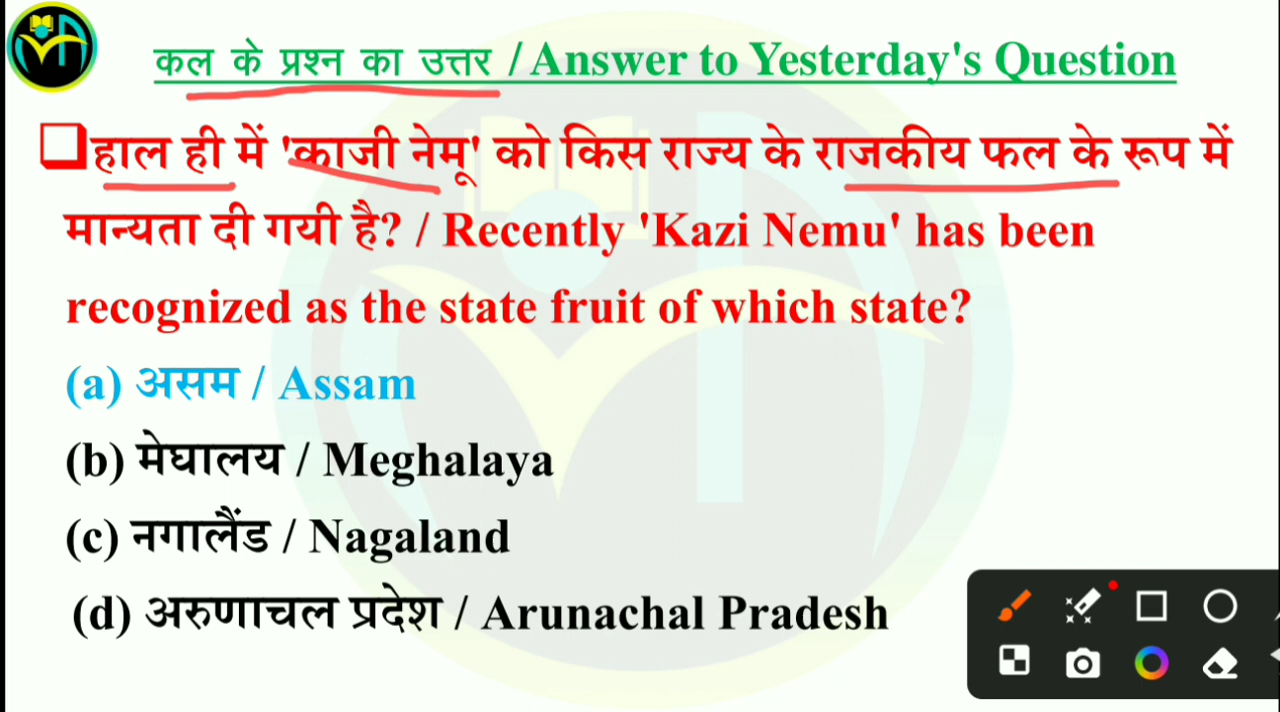 कल के प्रश्न का उत्तर / Answer to Yesterday's Question
हाल ही में 'काजी नेमू' को किस राज्य के राजकीय फल के रूप में
मान्यता दी गयी है? / Recently 'Kazi Nemu' has been
recognized as the state fruit of which state?
(a) असम / Assam
(b) मेघालय / Meghalaya
(c) नगालैंड / Nagaland
(d) अरुणाचल प्रदेश / Arunachal Pradesh